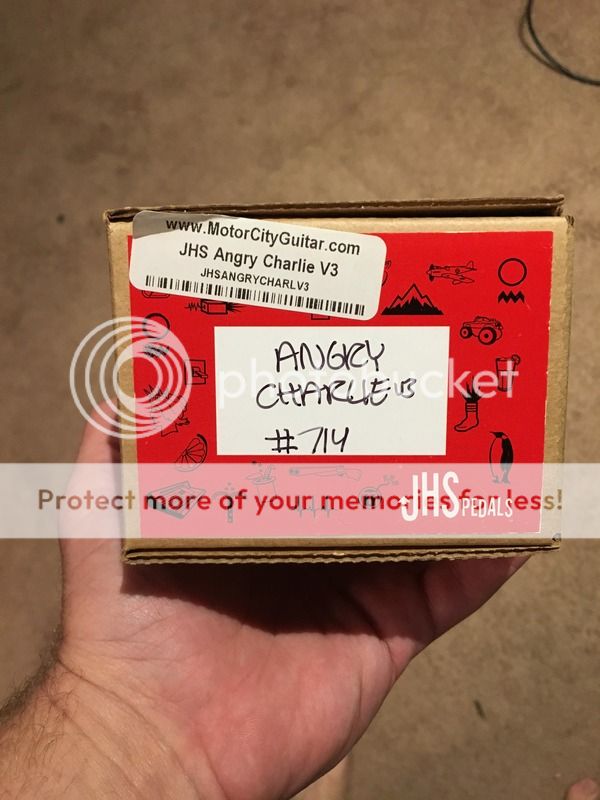 www.MotorCityGuitar.com
JHS Angry Charlie V3
JHSANGRYCHARLV3
ANGRY
CHARLIE V3
#714
photobucket
Protect more of your memories for less!
JHS PEDALS